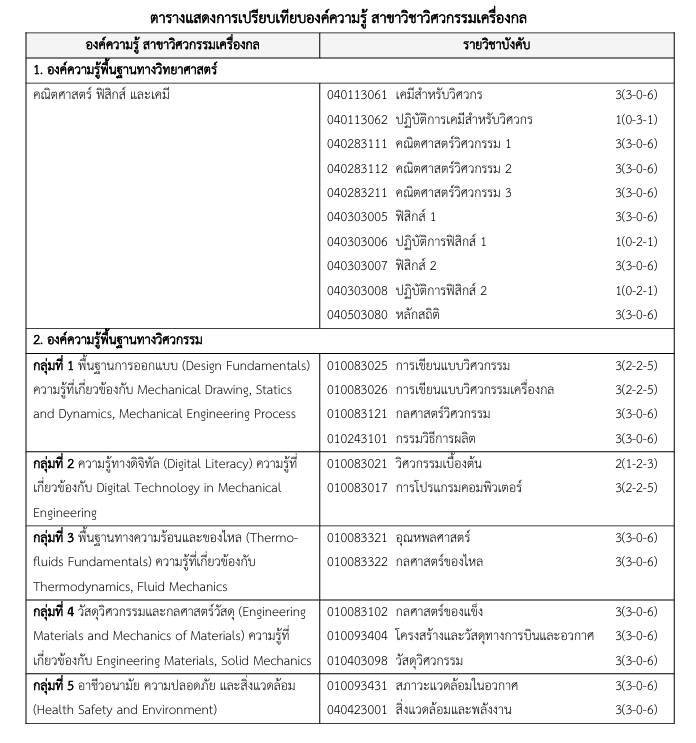 ตารางแสดงการเปรียบเทียบองค์ความรู้ สาขาวิชาวิศวกรรมเครื่องกล
องค์ความรู้ สาขาวิศวกรรมเครื่องกล รายวิชาบังคับ
1. องค์ความรู้พื้นฐานทางวิทยาศาสตร์
คณิตศาสตร์ ฟิสิกส์ และเคมี 040113061 เคมีสำหรับวิศวกร 3(3-0-6)
040113062 ปฏิบัติการเคมีสำหรับวิศวกร 1(0-3-1)
040283111 คณิตศาสตร์วิศวกรรม 1 3(3-0-6)
040283112 คณิตศาสตร์วิศวกรรม 2 3(3-0-6)
040283211 คณิตศาสตร์วิศวกรรม 3 3(3-0-6)
040303005 ฟิสิกส์ 1 3(3-0-6)
040303006 ปฏิบัติการฟิสิกส์ 1 1(0-2-1)
040303007 ฟิสิกส์ 2 3(3-0-6)
040303008 ปฏิบัติการฟิสิกส์ 2 1(0-2-1)
040503080 หลักสถิติ 3(3-0-6)
2. องค์ความรู้พื้นฐานทางวิศวกรรม
กลุ่มที่ 1 พื้นฐานการออกแบบ (Design Fundamentals) 010083025 การเขียนแบบวิศวกรรม 3(2-2-5)
ความรู้ที่เกี่ยวข้องกับ Mechanical Drawing, Statics 010083026 การเขียนแบบวิศวกรรมเครื่องกล 3(2-2-5)
and Dynamics, Mechanical Engineering Process 010083121 กลศาสตร์วิศวกรรม 3(3-0-6)
010243101 กรรมวิธีการผลิต 3(3-0-6)
กลุ่มที่ 2 ความรู้ทางดิจิทัล (Digital Literacy) ความรู้ที่ 010083021 วิศวกรรมเบื้องต้น 2(1-2-3)
เกี่ยวข้องกับ Digital Technology in Mechanical 010083017 การโปรแกรมคอมพิวเตอร์ 3(2-2-5)
Engineering
กลุ่มที่ 3 พื้นฐานทางความร้อนและของไหล (Thermo- 010083321 อุณหพลศาสตร์ 3(3-0-6)
fluids Fundamentals) ความรู้ที่เกี่ยวข้องกับ 010083322 กลศาสตร์ของไหล 3(3-0-6)
Thermodynamics, Fluid Mechanics
กลุ่มที่ 4 วัสดุวิศวกรรมและกลศาสตร์วัสดุ (Engineering 010083102 กลศาสตร์ของแข็ง 3(3-0-6)
Materials and Mechanics of Materials) ความรู้ที่ 010093404 โครงสร้างและวัสดุทางการบินและอวกาศ 3(3-0-6)
เกี่ยวข้องกับ Engineering Materials, Solid Mechanics 010403098 วัสดุวิศวกรรม 3(3-0-6)
กลุ่มที่ 5 อาชีวอนามัย ความปลอดภัย และสิ่งแวดล้อม 010093431 สภาวะแวดล้อมในอวกาศ 3(3-0-6)
(Health Safety and Environment) 040423001 สิ่งแวดล้อมและพลังงาน 3(3-0-6)